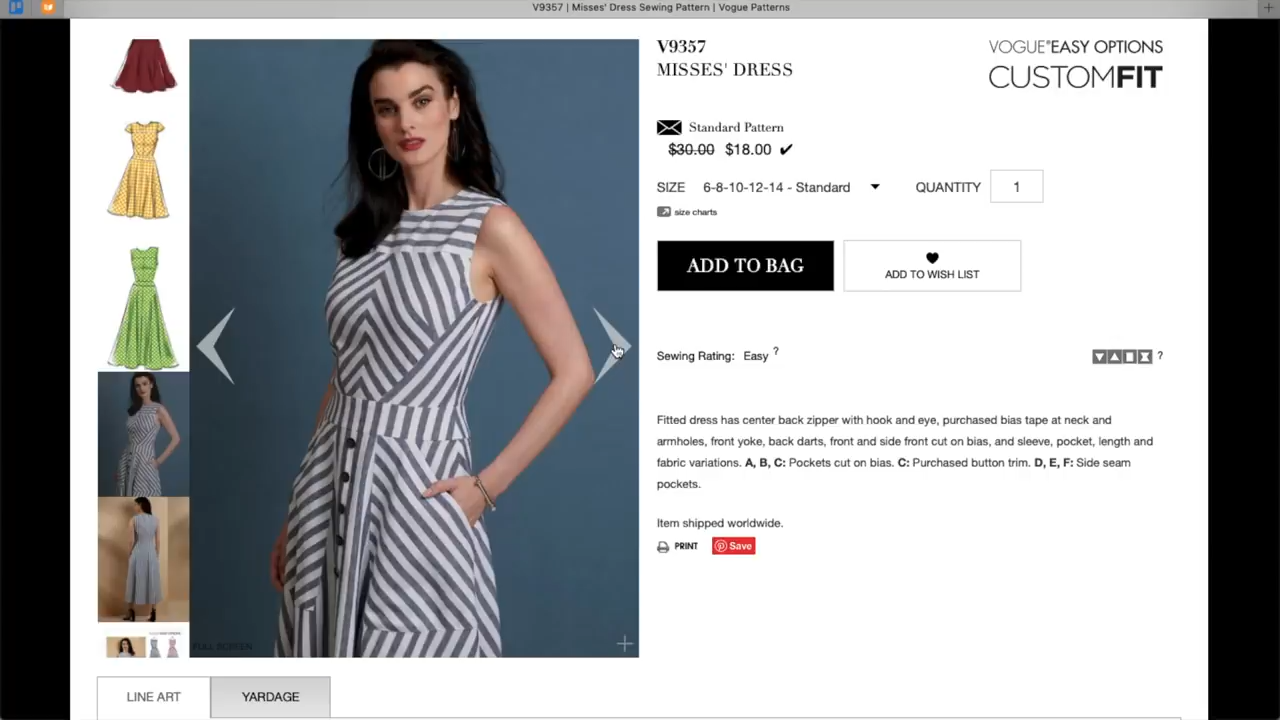 V9357 | Misses' Dress Sewing Pattern | Vogue Patterns
V9357
MISSES' DRESS
VOGUE®EASY OPTIONS
CUSTOMFIT
Standard Pattern
$30.00 $18.00 ✔
SIZE 6-8-10-12-14 - Standard
QUANTITY 1
size charts
ADD TO BAG
ADD TO WISH LIST
Sewing Rating: Easy ?
?
Fitted dress has center back zipper with hook and eye, purchased bias tape at neck and
armholes, front yoke, back darts, front and side front cut on bias, and sleeve, pocket, length and
fabric variations. A, B, C: Pockets cut on bias. C: Purchased button trim. D, E, F: Side seam
pockets.
Item shipped worldwide.
PRINT
Save
FULL SCREEN
LINE ART
YARDAGE